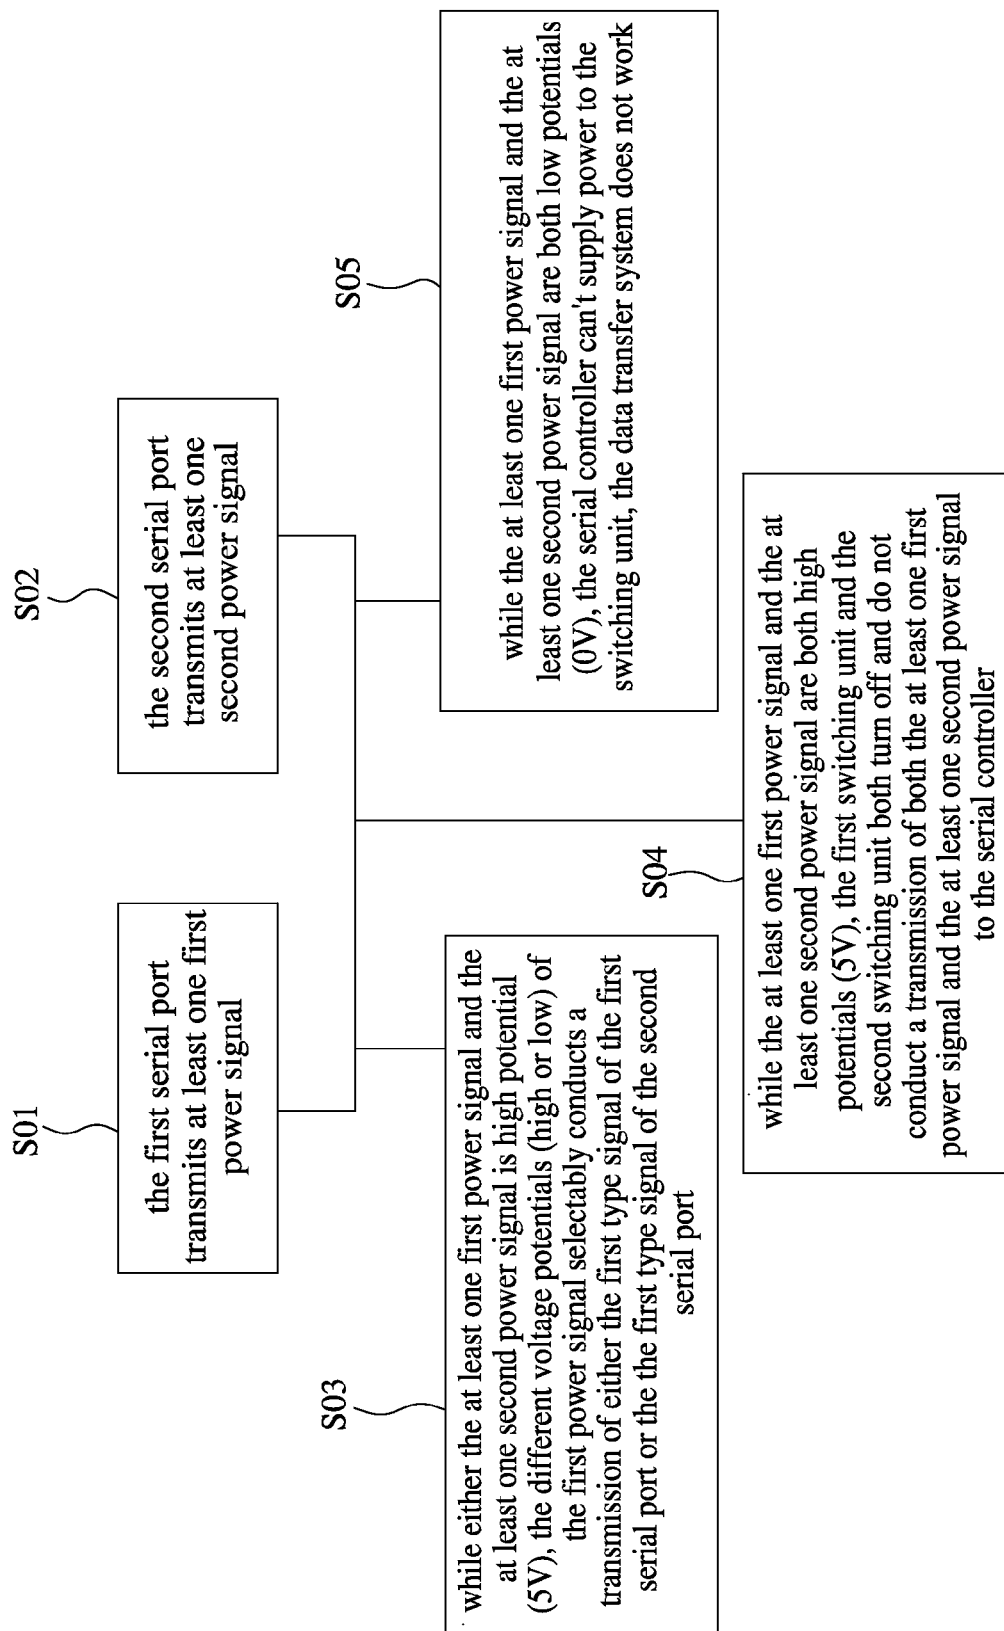 S01
the first serial port
transmits at least one first
power signal
S02
the second serial port
transmits at least one
second power signal
S03
while either the at least one first power signal and the
at least one second power signal is high potential
(5V), the different voltage potentials (high or low) of
the first power signal selectably conducts a
transmission of either the first type signal of the first
serial port or the the first type signal of the second
serial port
S04
while the at least one first power signal and the at
least one second power signal are both high
potentials (5V), the first switching unit and the
second switching unit both turn off and do not
conduct a transmission of both the at least one first
power signal and the at least one second power signal
to the serial controller
S05
while the at least one first power signal and the at
least one second power signal are both low potentials
(0V), the serial controller can't supply power to the
switching unit, the data transfer system does not work